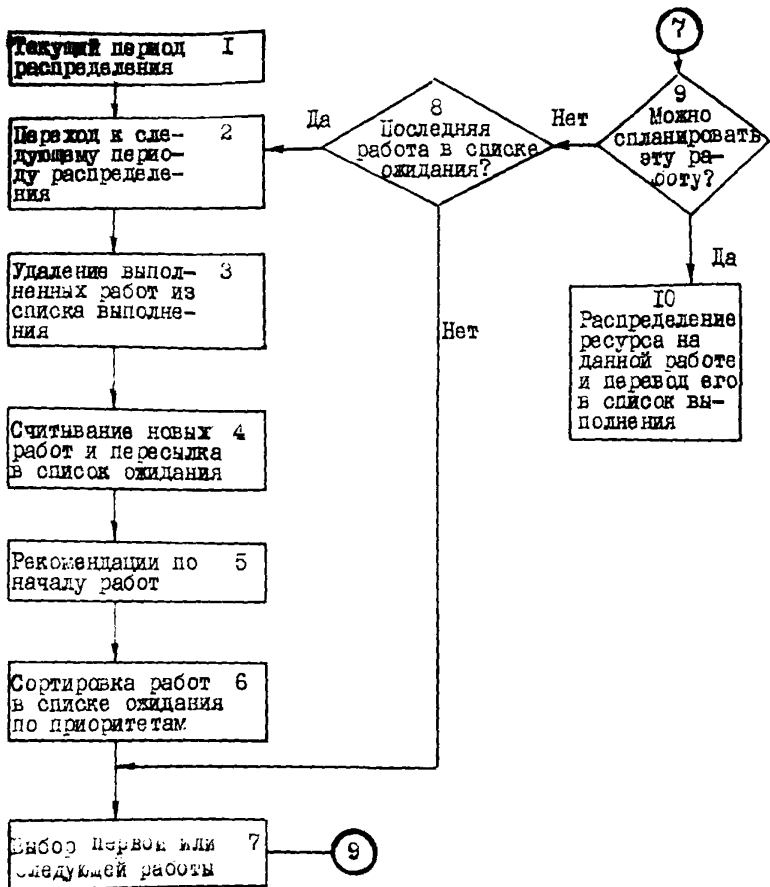 Текущий период 1
распределения
Переход к сле- 2
дующему перио-
ду распределе-
ния
Удаление выпол- 3
ненных работ из
списка выполне-
ния
Считывание новых 4
работ и пересылка
в список ожидания
Рекомендации по 5
началу работ
Сортировка работ 6
в списке ожидания
по приоритетам
Выбор первой или 7
следующей работы
9
Да
8
Последняя
работа в списке
ожидания?
Нет
Нет
7
9
Можно
спланировать
эту ра-
боту?
Да
10
Распределение
ресурса на
данной работе
и перевод его
в список вы-
полнения